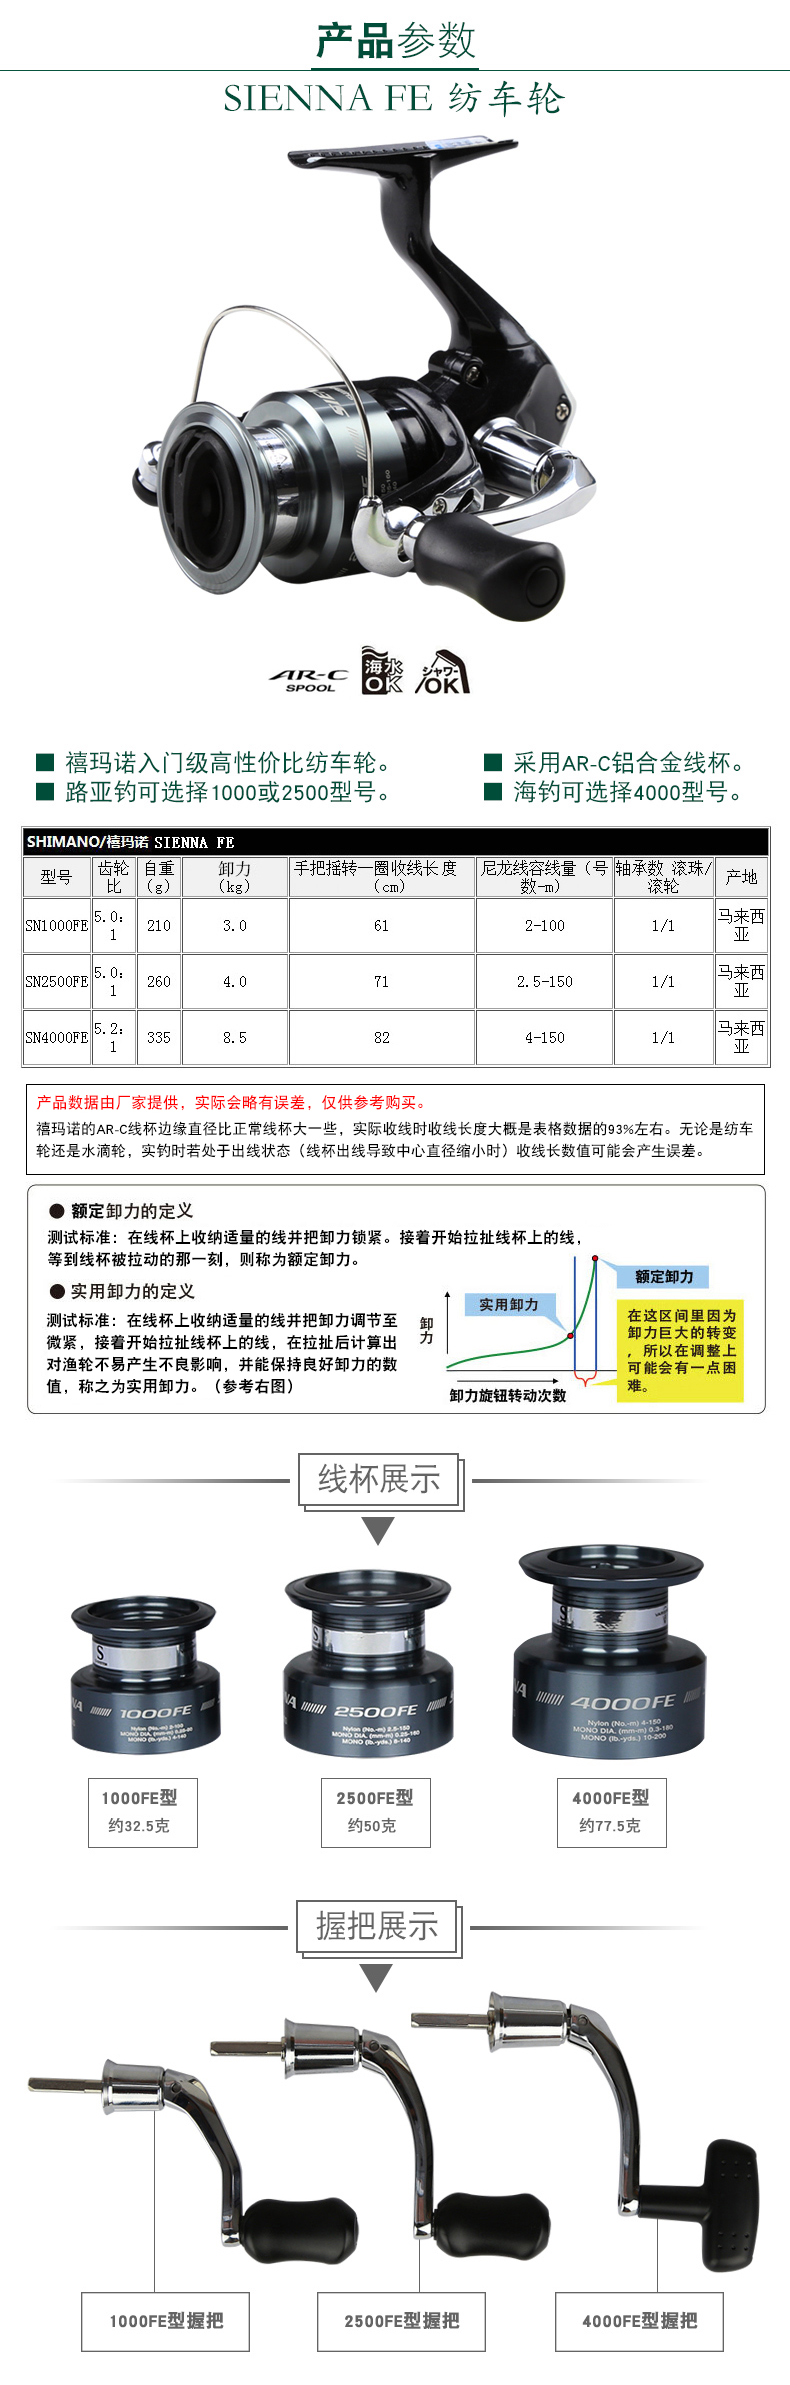 产品参数
SIENNA FE 纺车轮
AR-C
SPOOL
海水
OK
シャワー
OK
■ 禧玛诺入门级高性价比纺车轮。
■ 采用AR-C铝合金线杯。
■ 路亚钓可选择1000或2500型号。
■ 海钓可选择4000型号。
SHIMANO/禧玛诺 SIENNA FE
型号 齿轮比 自重(g) 卸力(kg) 手把摇转一圈收线长度(cm) 尼龙线容线量（号数-m） 轴承数 滚珠/滚轮 产地
SN1000FE 5.0:1 210 3.0 61 2-100 1/1 马来西亚
SN2500FE 5.0:1 260 4.0 71 2.5-150 1/1 马来西亚
SN4000FE 5.2:1 335 8.5 82 4-150 1/1 马来西亚
产品数据由厂家提供，实际会略有误差，仅供参考购买。
禧玛诺的AR-C线杯边缘直径比正常线杯大一些，实际收线时收线长度大概是表格数据的93%左右。无论是纺车
轮还是水滴轮，实钓时若处于出线状态（线杯出线导致中心直径缩小时）收线长数值可能会产生误差。
● 额定卸力的定义
测试标准：在线杯上收纳适量的线并把卸力锁紧。接着开始拉扯线杯上的线，
等到线杯被拉动的那一刻，则称为额定卸力。
● 实用卸力的定义
测试标准：在线杯上收纳适量的线并把卸力调节至
微紧，接着开始拉扯线杯上的线，在拉扯后计算出
对渔轮不易产生不良影响，并能保持良好卸力的数
值，称之为实用卸力。（参考右图）
额定卸力
实用卸力
卸力
在这区间里因为
卸力巨大的转变
，所以在调整上
可能会有一点困
难。
卸力旋钮转动次数
线杯展示
1000FE
Nylon (No.-m) 2-100
MONO DIA. (mm-m) 0.25-90
MONO (lb.-yds.) 4-140
2500FE
Nylon (No.-m) 2.5-150
MONO DIA. (mm-m) 0.25-160
MONO (lb.-yds.) 8-140
4000FE
Nylon (No.-m) 4-150
MONO DIA. (mm-m) 0.3-180
MONO (lb.-yds.) 10-200
1000FE型
约32.5克
2500FE型
约50克
4000FE型
约77.5克
握把展示
1000FE型握把
2500FE型握把
4000FE型握把